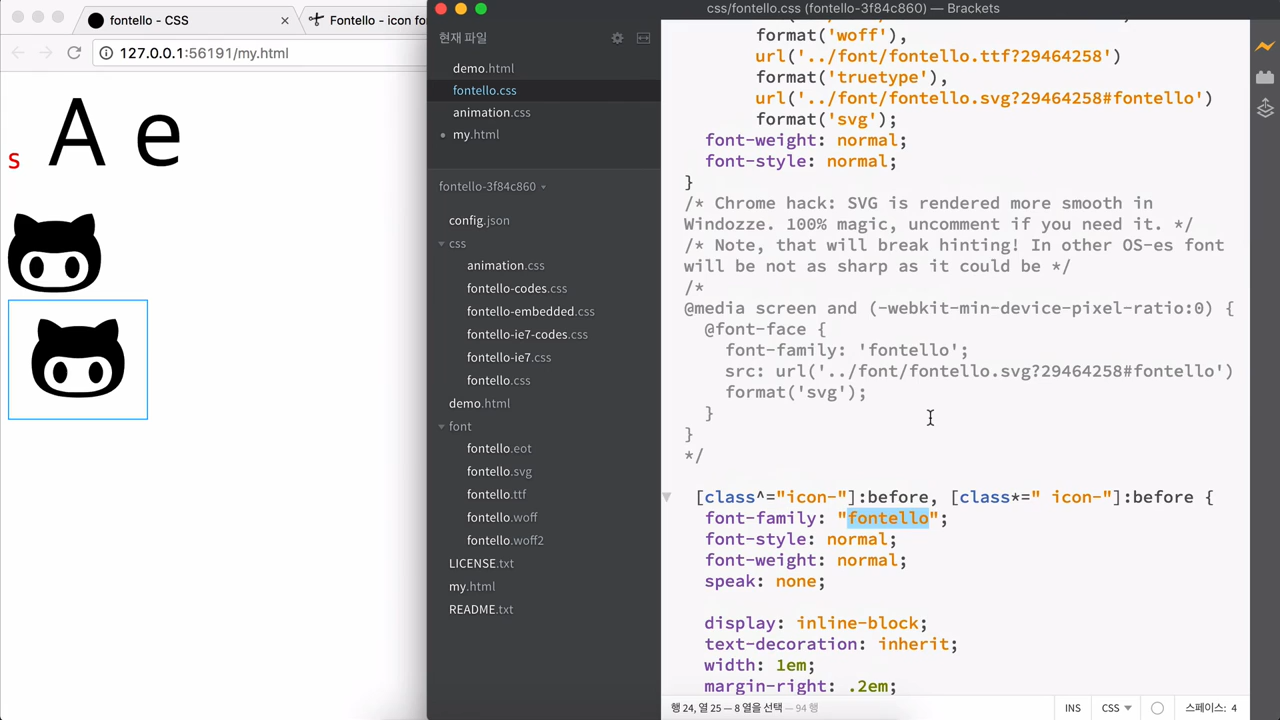 fontello - CSS
Fontello - icon fo
127.0.0.1:56191/my.html
s A e
css/fontello.css (fontello-3f84c860) — Brackets
현재 파일
demo.html
fontello.css
animation.css
my.html
fontello-3f84c860
config.json
css
animation.css
fontello-codes.css
fontello-embedded.css
fontello-ie7-codes.css
fontello-ie7.css
fontello.css
demo.html
font
fontello.eot
fontello.svg
fontello.ttf
fontello.woff
fontello.woff2
LICENSE.txt
my.html
README.txt
format('woff'),
url('../font/fontello.ttf?29464258')
format('truetype'),
url('../font/fontello.svg?29464258#fontello')
format('svg');
font-weight: normal;
font-style: normal;
}
/* Chrome hack: SVG is rendered more smooth in
Windozze. 100% magic, uncomment if you need it. */
/* Note, that will break hinting! In other OS-es font
will be not as sharp as it could be */
/*
@media screen and (-webkit-min-device-pixel-ratio:0) {
@font-face {
font-family: 'fontello';
src: url('../font/fontello.svg?29464258#fontello')
format('svg');
}
}
*/
[class^="icon-"]:before, [class*=" icon-"]:before {
font-family: "fontello";
font-style: normal;
font-weight: normal;
speak: none;
display: inline-block;
text-decoration: inherit;
width: 1em;
margin-right: .2em;
행 24, 열 25 — 8 열을 선택 — 94 행
INS
CSS
스페이스: 4